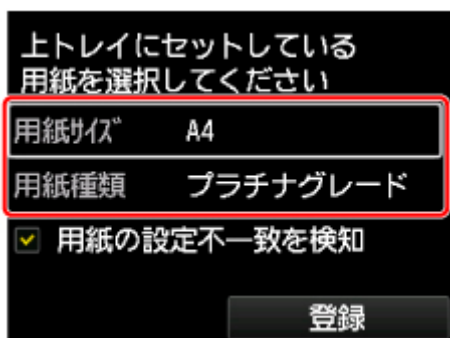 上トレイにセットしている
用紙を選択してください
用紙ｻｲｽﾞ A4
用紙種類 プラチナグレード
用紙の設定不一致を検知
登録